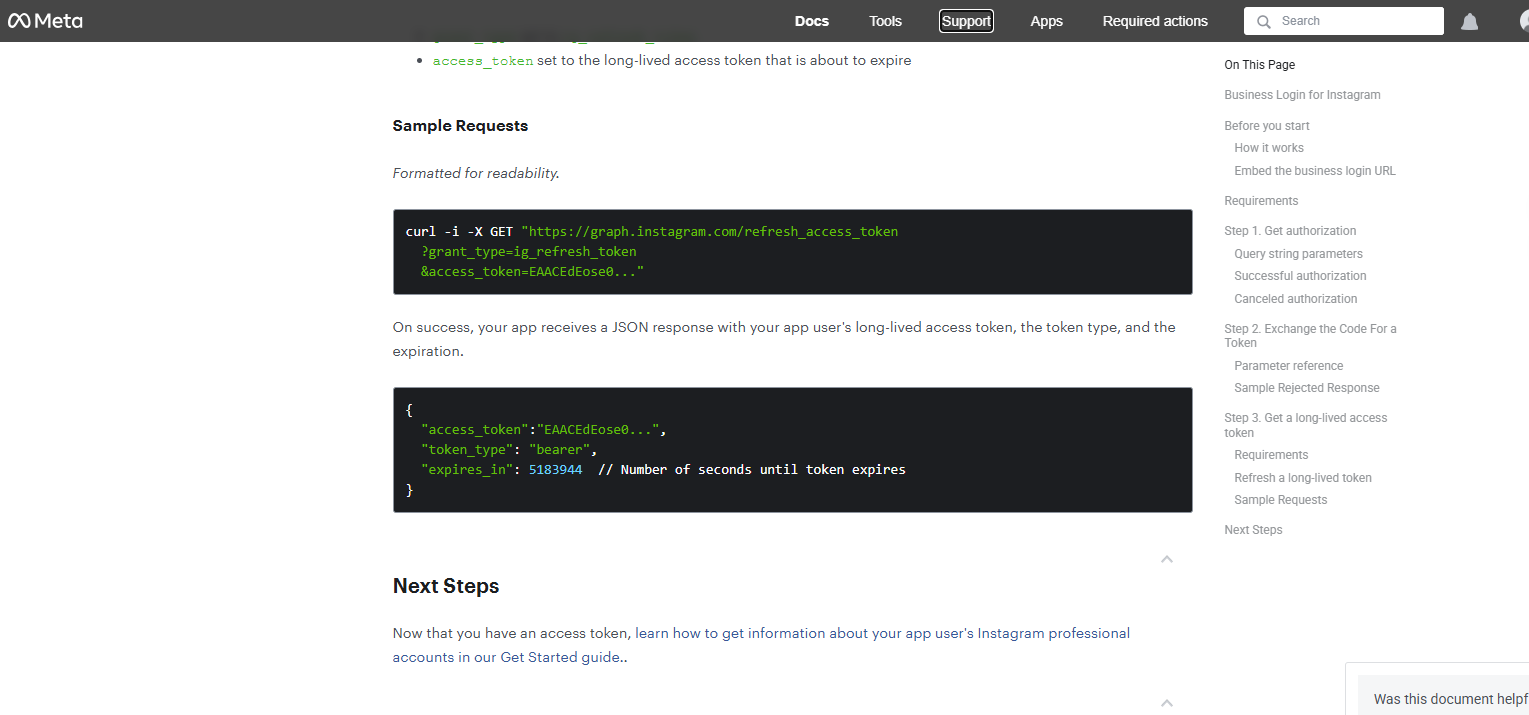 Meta
Docs
Tools
Support
Apps
Required actions
Search
access_token set to the long-lived access token that is about to expire
Sample Requests
Formatted for readability.
curl -i -X GET "https://graph.instagram.com/refresh_access_token
?grant_type=ig_refresh_token
&access_token=EAACEdEose0..."
On success, your app receives a JSON response with your app user's long-lived access token, the token type, and the
expiration.
{
"access_token":"EAACEdEose0...",
"token_type": "bearer",
"expires_in": 5183944  // Number of seconds until token expires
}
Next Steps
Now that you have an access token, learn how to get information about your app user's Instagram professional
accounts in our Get Started guide..
On This Page
Business Login for Instagram
Before you start
How it works
Embed the business login URL
Requirements
Step 1. Get authorization
Query string parameters
Successful authorization
Canceled authorization
Step 2. Exchange the Code For a
Token
Parameter reference
Sample Rejected Response
Step 3. Get a long-lived access
token
Requirements
Refresh a long-lived token
Sample Requests
Next Steps
Was this document helpf